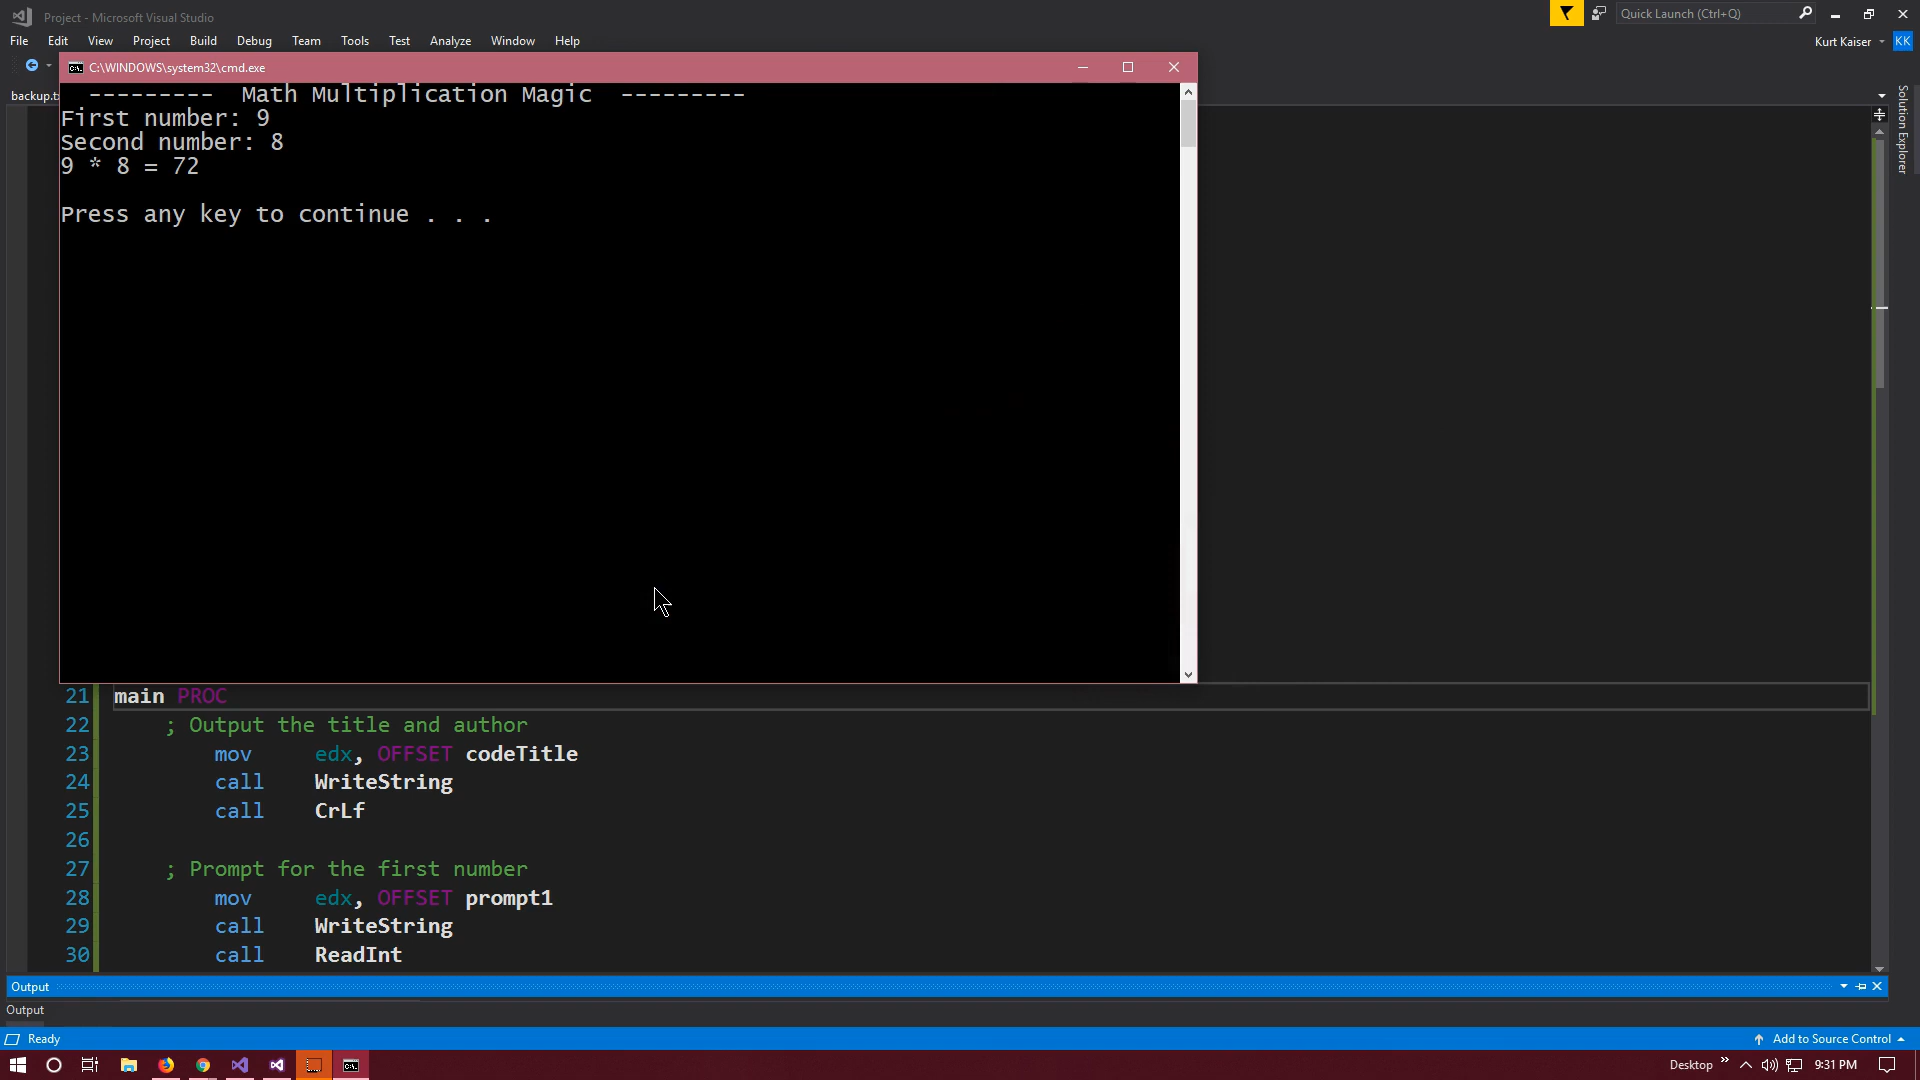 Project - Microsoft Visual Studio
Quick Launch (Ctrl+Q)
File Edit View Project Build Debug Team Tools Test Analyze Window Help
Kurt Kaiser KK
C:\WINDOWS\system32\cmd.exe
Solution Explorer
--------- Math Multiplication Magic ---------
First number: 9
Second number: 8
9 * 8 = 72
Press any key to continue . . .
21 main PROC
22 ; Output the title and author
23 mov edx, OFFSET codeTitle
24 call WriteString
25 call CrLf
26
27 ; Prompt for the first number
28 mov edx, OFFSET prompt1
29 call WriteString
30 call ReadInt
Output
Output
Ready
Add to Source Control
Desktop
9:31 PM